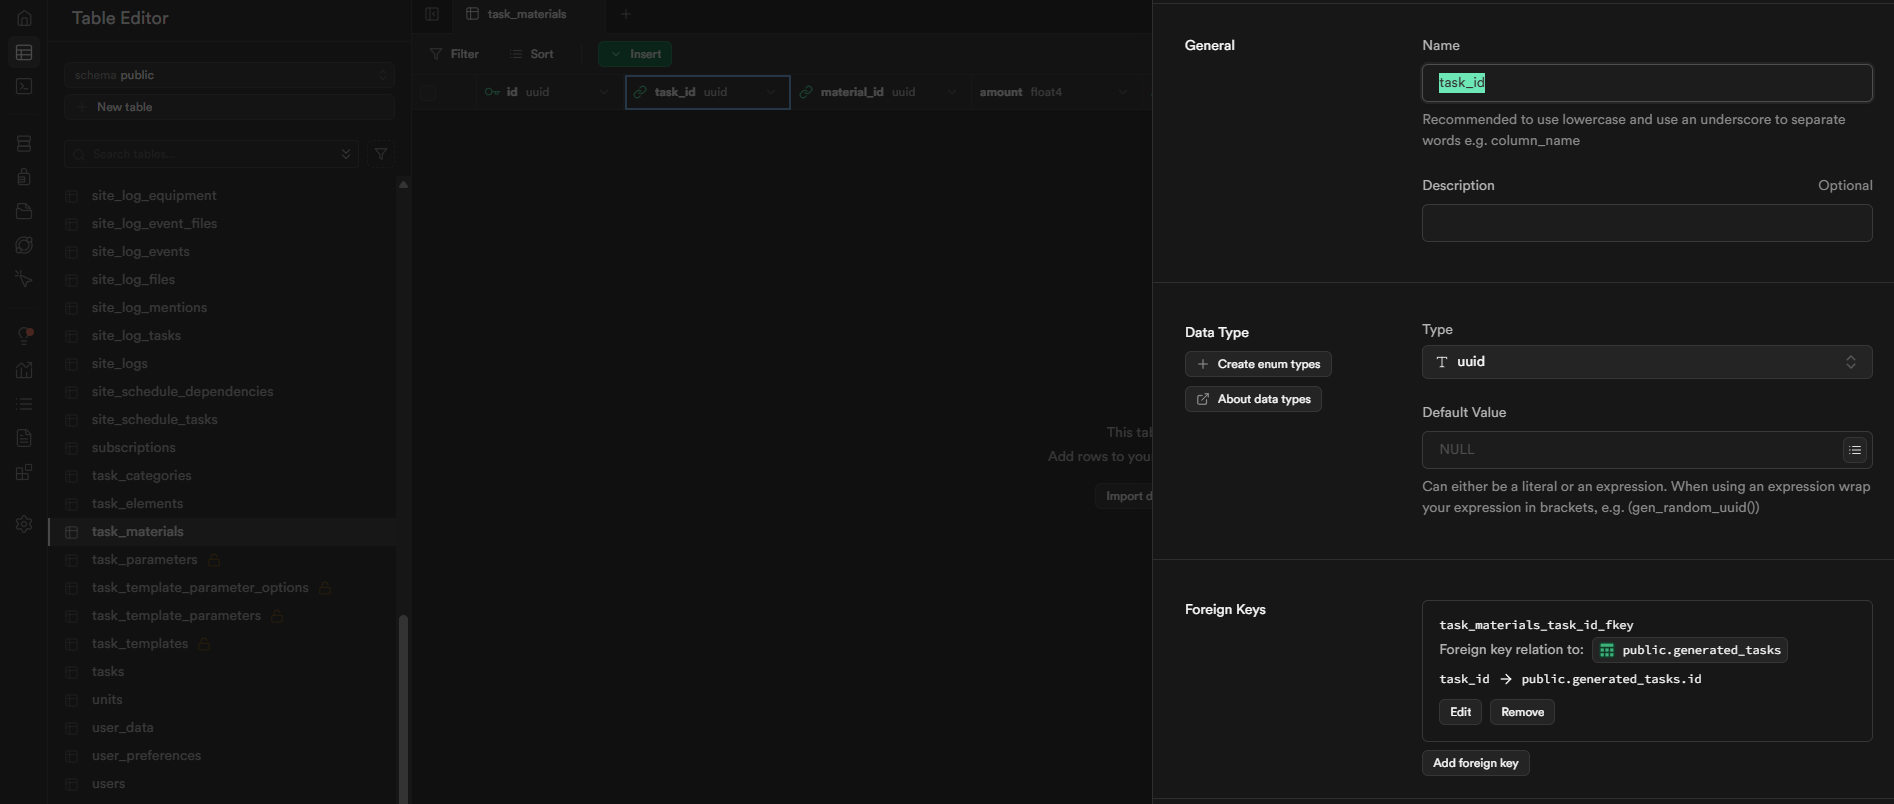 Table Editor
schema public
New table
Search tables...
site_log_equipment
site_log_event_files
site_log_events
site_log_files
site_log_mentions
site_log_tasks
site_logs
site_schedule_dependencies
site_schedule_tasks
subscriptions
task_categories
task_elements
task_materials
task_parameters
task_template_parameter_options
task_template_parameters
task_templates
tasks
units
user_data
user_preferences
users
task_materials
Filter Sort Insert
id uuid task_id uuid material_id uuid amount float4
This tab
Add rows to you
Import d
General
Name
task_id
Recommended to use lowercase and use an underscore to separate
words e.g. column_name
Description Optional
Data Type
Create enum types
About data types
Type
uuid
Default Value
NULL
Can either be a literal or an expression. When using an expression wrap
your expression in brackets, e.g. (gen_random_uuid())
Foreign Keys
task_materials_task_id_fkey
Foreign key relation to: public.generated_tasks
task_id → public.generated_tasks.id
Edit Remove
Add foreign key